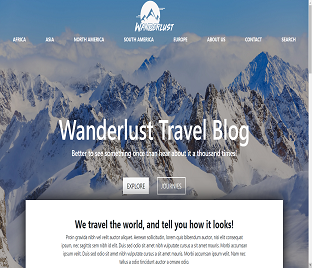 WANDERLUST
AFRICA ASIA NORTH AMERICA SOUTH AMERICA EUROPE ABOUT US CONTACT SEARCH
Wanderlust Travel Blog
Better to see something once than hear about it a thousand times!
EXPLORE JOURNIES
We travel the world, and tell you how it looks!
Proin gravida nibh vel velit auctor aliquet. Aenean sollicitudin, lorem quis bibendum auctor, nisi elit consequat
ipsum, nec sagittis sem nibh id elit. Duis sed odio sit amet nibh vulputate cursus a sit amet mauris. Morbi accumsan
ipsum velit. Duis sed odio sit amet nibh vulputate cursus a sit amet mauris. Morbi accumsan ipsum velit. Nam nec
tellus a odio tincidunt auctor a ornare odio.